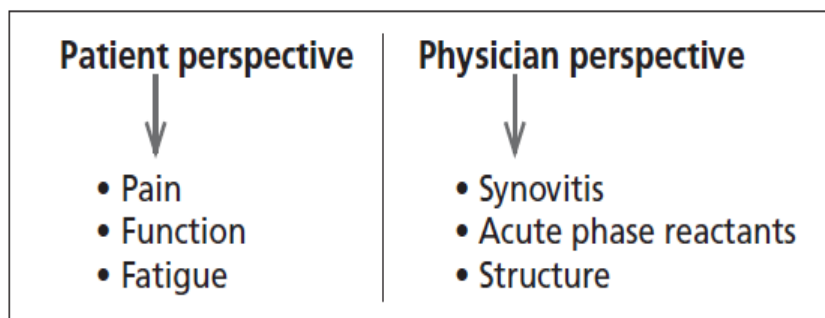 Patient perspective
• Pain
• Function
• Fatigue
Physician perspective
• Synovitis
• Acute phase reactants
• Structure